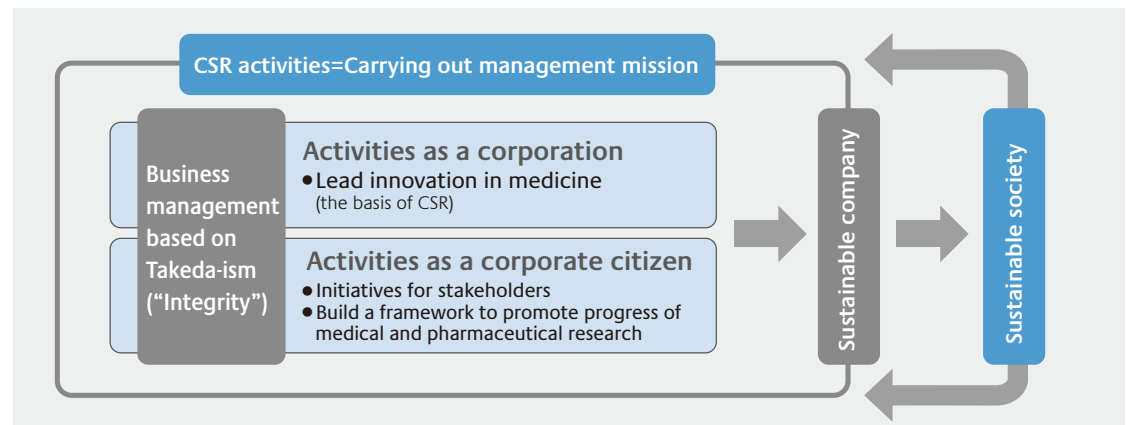 CSR activities=Carrying out management mission
Business
management
based on
Takeda-ism
(“Integrity”)
Activities as a corporation
●Lead innovation in medicine
(the basis of CSR)
Activities as a corporate citizen
●Initiatives for stakeholders
●Build a framework to promote progress of
medical and pharmaceutical research
Sustainable company
Sustainable society